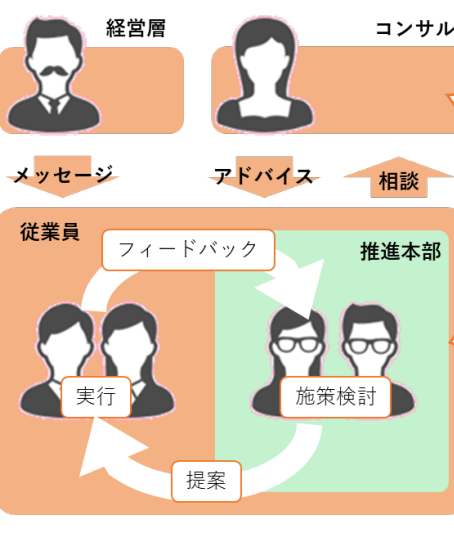 経営層
コンサル
メッセージ
アドバイス
相談
従業員
フィードバック
推進本部
実行
施策検討
提案